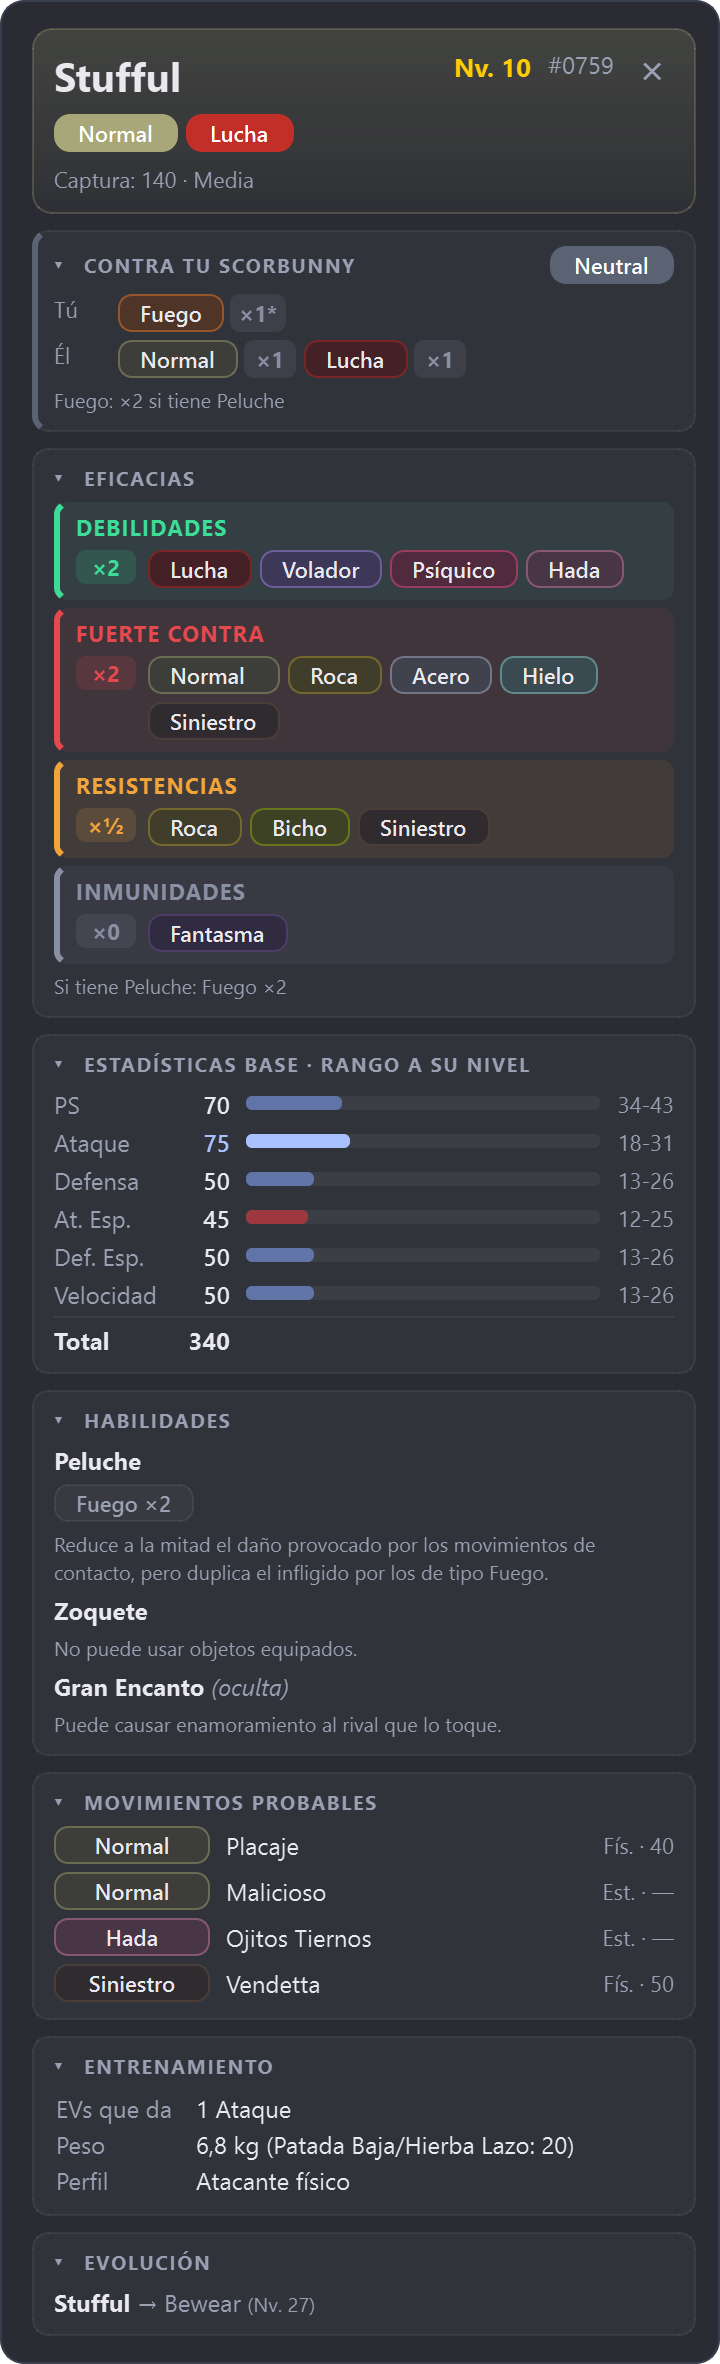 Stufful Nv. 10 #0759 ×
Normal Lucha
Captura: 140 · Media
▼ CONTRA TU SCORBUNNY Neutral
Tú Fuego ×1*
Él Normal ×1 Lucha ×1
Fuego: ×2 si tiene Peluche
▼ EFICACIAS
DEBILIDADES
×2 Lucha Volador Psíquico Hada
FUERTE CONTRA
×2 Normal Roca Acero Hielo
Siniestro
RESISTENCIAS
×½ Roca Bicho Siniestro
INMUNIDADES
×0 Fantasma
Si tiene Peluche: Fuego ×2
▼ ESTADÍSTICAS BASE · RANGO A SU NIVEL
PS 70 34-43
Ataque 75 18-31
Defensa 50 13-26
At. Esp. 45 12-25
Def. Esp. 50 13-26
Velocidad 50 13-26
Total 340
▼ HABILIDADES
Peluche
Fuego ×2
Reduce a la mitad el daño provocado por los movimientos de
contacto, pero duplica el infligido por los de tipo Fuego.
Zoquete
No puede usar objetos equipados.
Gran Encanto (oculta)
Puede causar enamoramiento al rival que lo toque.
▼ MOVIMIENTOS PROBABLES
Normal Placaje Fís. · 40
Normal Malicioso Est. · —
Hada Ojitos Tiernos Est. · —
Siniestro Vendetta Fís. · 50
▼ ENTRENAMIENTO
EVs que da 1 Ataque
Peso 6,8 kg (Patada Baja/Hierba Lazo: 20)
Perfil Atacante físico
▼ EVOLUCIÓN
Stufful → Bewear (Nv. 27)